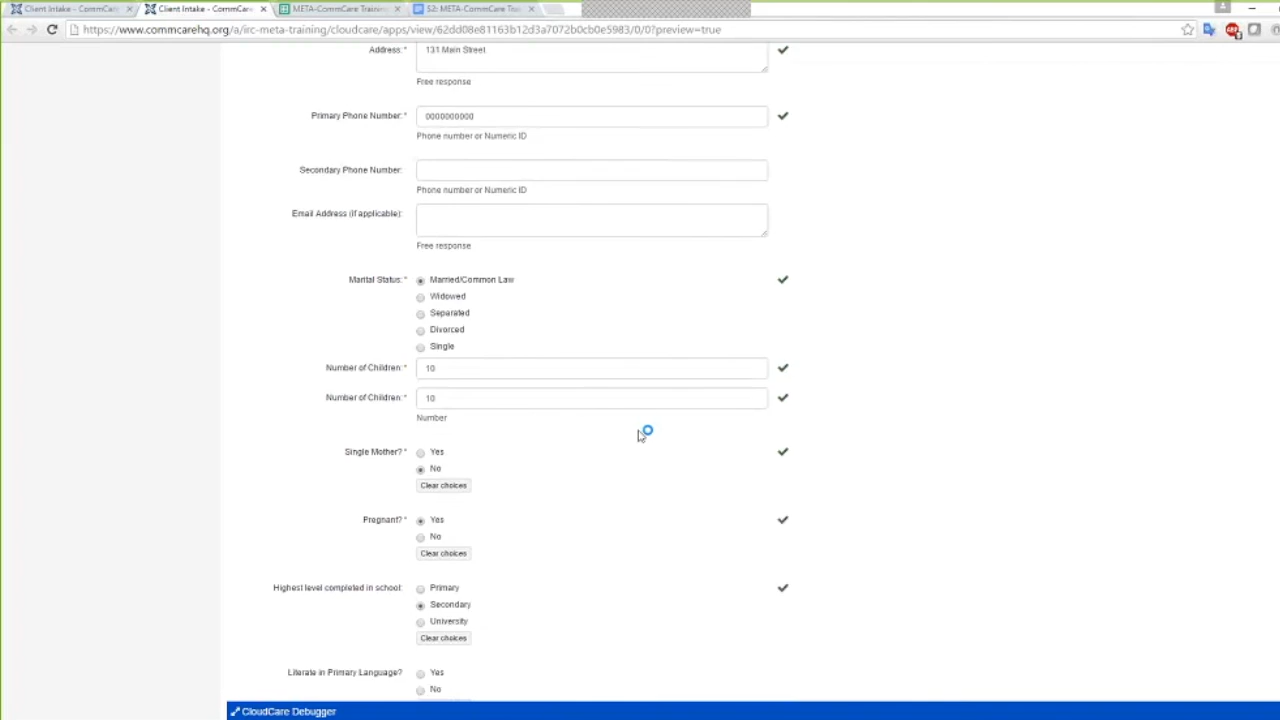 Client Intake - CommCare
Client Intake - CommCar
META-CommCare Trainin
S2: META-CommCare Trai
https://www.commcarehq.org/a/irc-meta-training/cloudcare/apps/view/62dd08e81163b12d3a7072b0cb0e5983/0/0?preview=true
Address: * 131 Main Street
Free response
Primary Phone Number: * 0000000000
Phone number or Numeric ID
Secondary Phone Number:
Phone number or Numeric ID
Email Address (if applicable):
Free response
Marital Status: * Married/Common Law
Widowed
Separated
Divorced
Single
Number of Children: * 10
Number of Children: * 10
Number
Single Mother? * Yes
No
Clear choices
Pregnant? * Yes
No
Clear choices
Highest level completed in school: Primary
Secondary
University
Clear choices
Literate in Primary Language? Yes
No
CloudCare Debugger